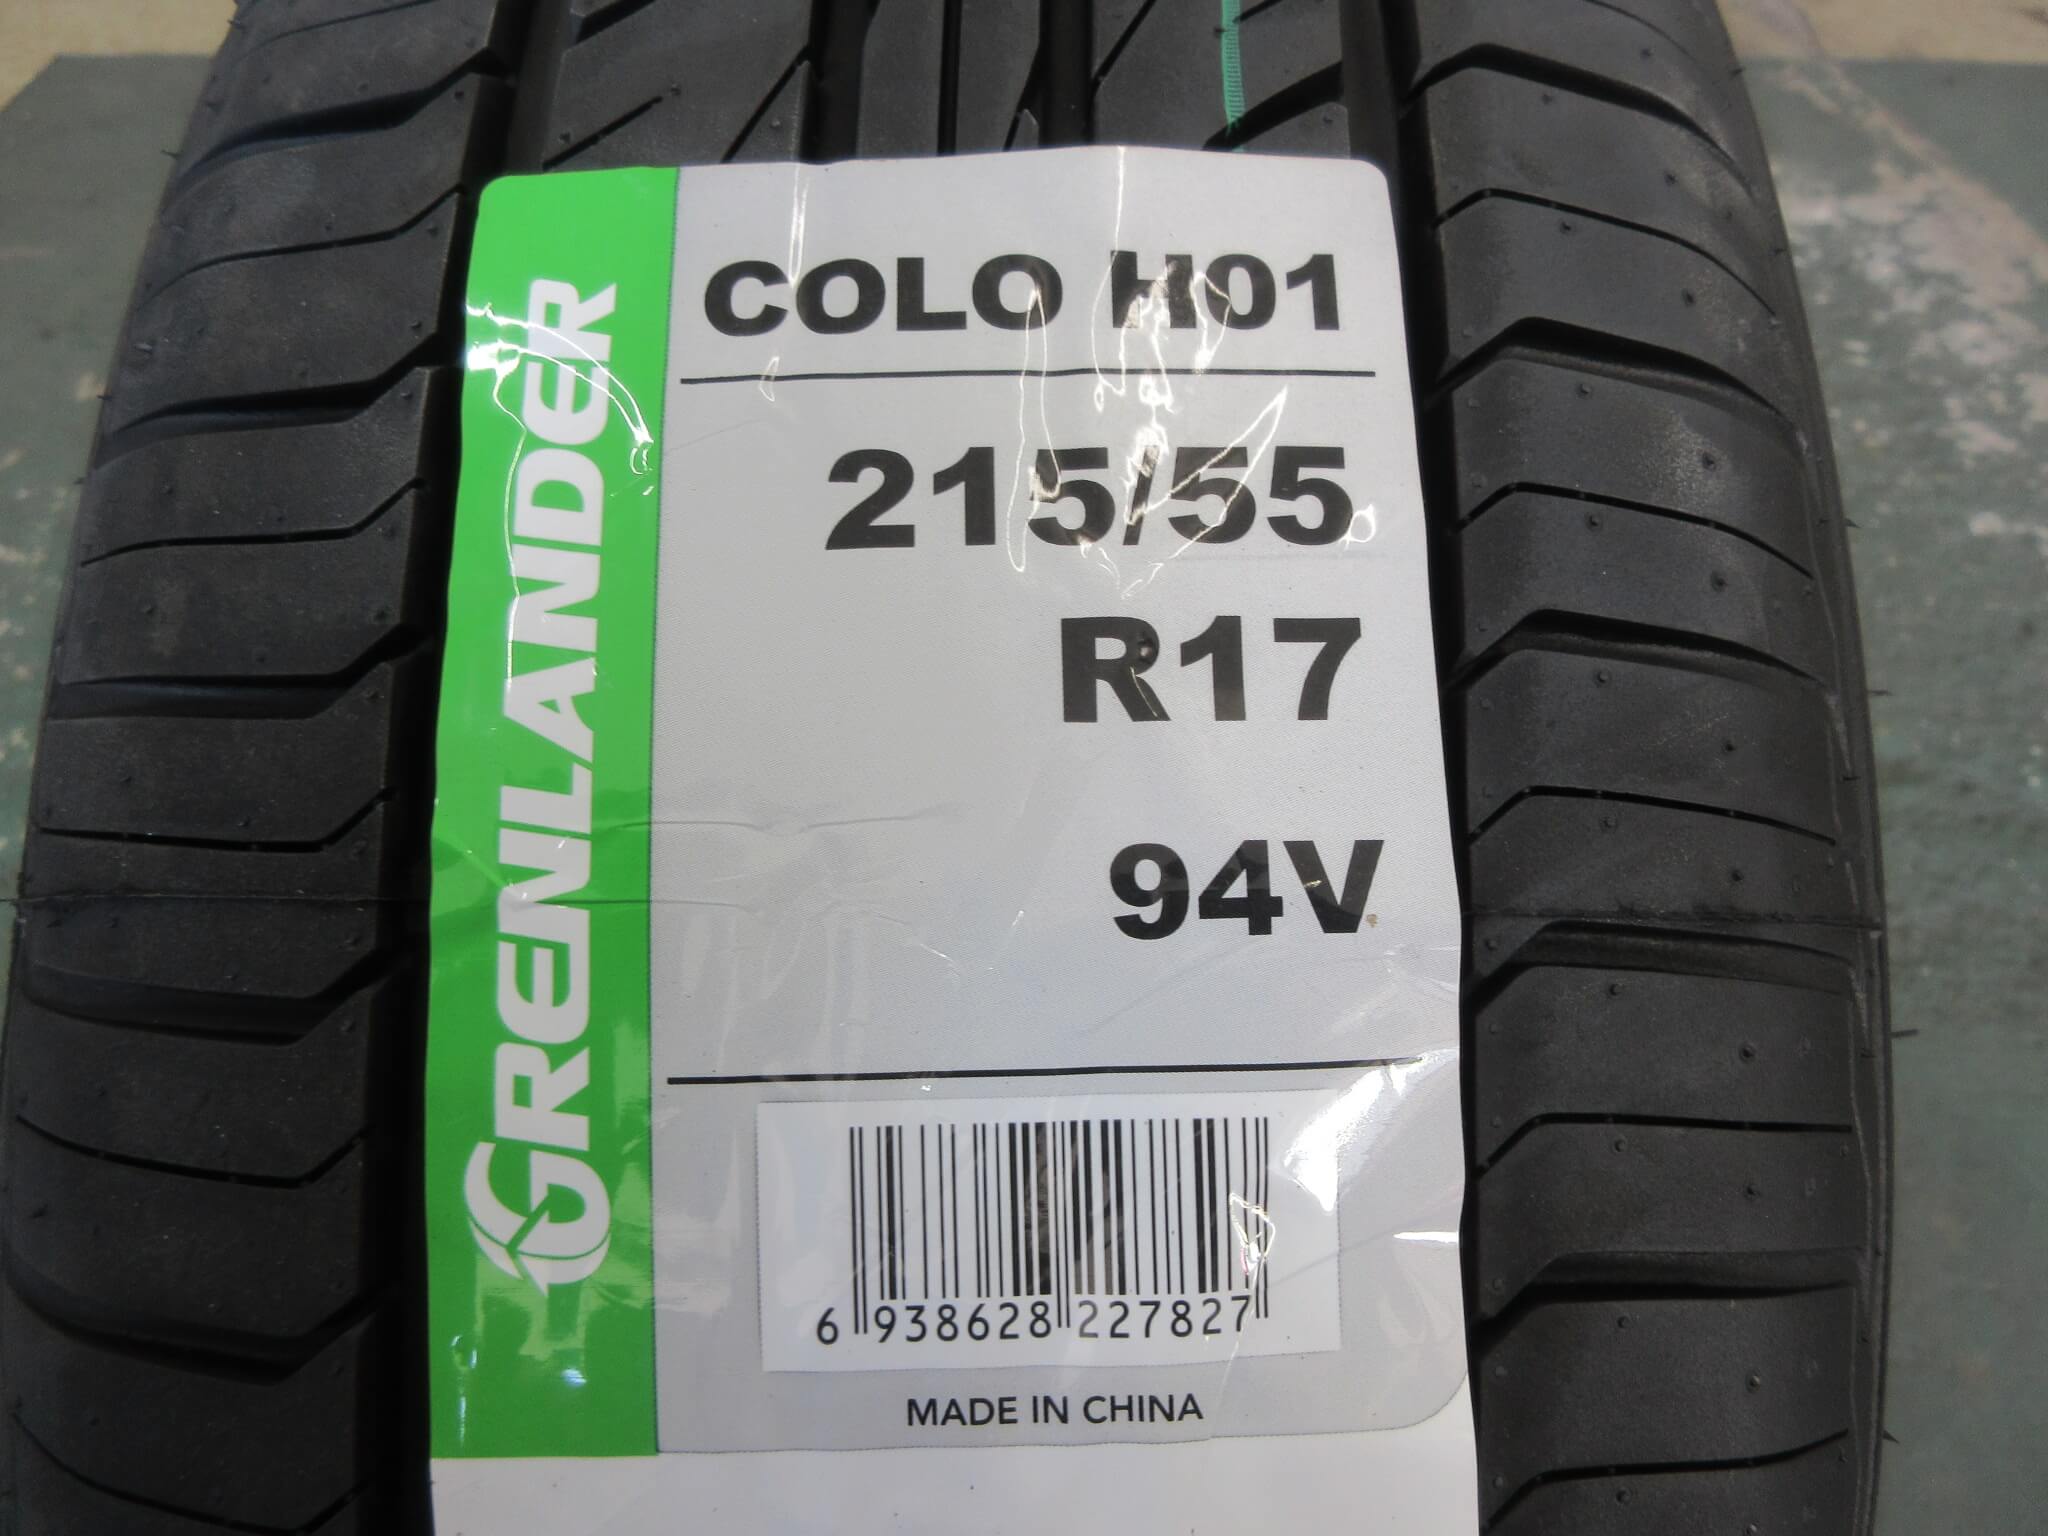 GRENLANDER
COLO H01
215/55
R17
94V
6 938628 227827
MADE IN CHINA